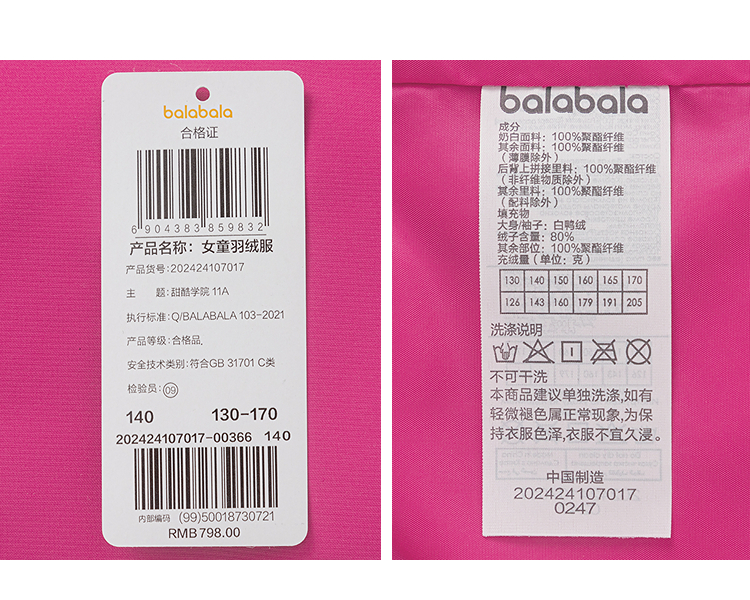 balabala
合格证
6 904383 859832
产品名称: 女童羽绒服
产品货号: 202424107017
主 题: 甜酷学院 11A
执行标准: Q/BALABALA 103-2021
产品等级: 合格品
安全技术类别: 符合GB 31701 C类
检验员: 09
140 130-170
202424107017-00366 140
内部编码 (99)50018730721
RMB798.00
balabala
成分
奶白面料: 100%聚酯纤维
其余面料: 100%聚酯纤维
(薄膜除外)
后背上拼接里料: 100%聚酯纤维
(非纤维物质除外)
其余里料: 100%聚酯纤维
(配料除外)
填充物
大身/袖子: 白鸭绒
绒子含量: 80%
其余部位: 100%聚酯纤维
充绒量(单位: 克)
130 140 150 160 165 170
126 143 160 179 191 205
洗涤说明
不可干洗
本商品建议单独洗涤,如有
轻微褪色属正常现象,为保
持衣服色泽,衣服不宜久浸。
中国制造
202424107017
0247